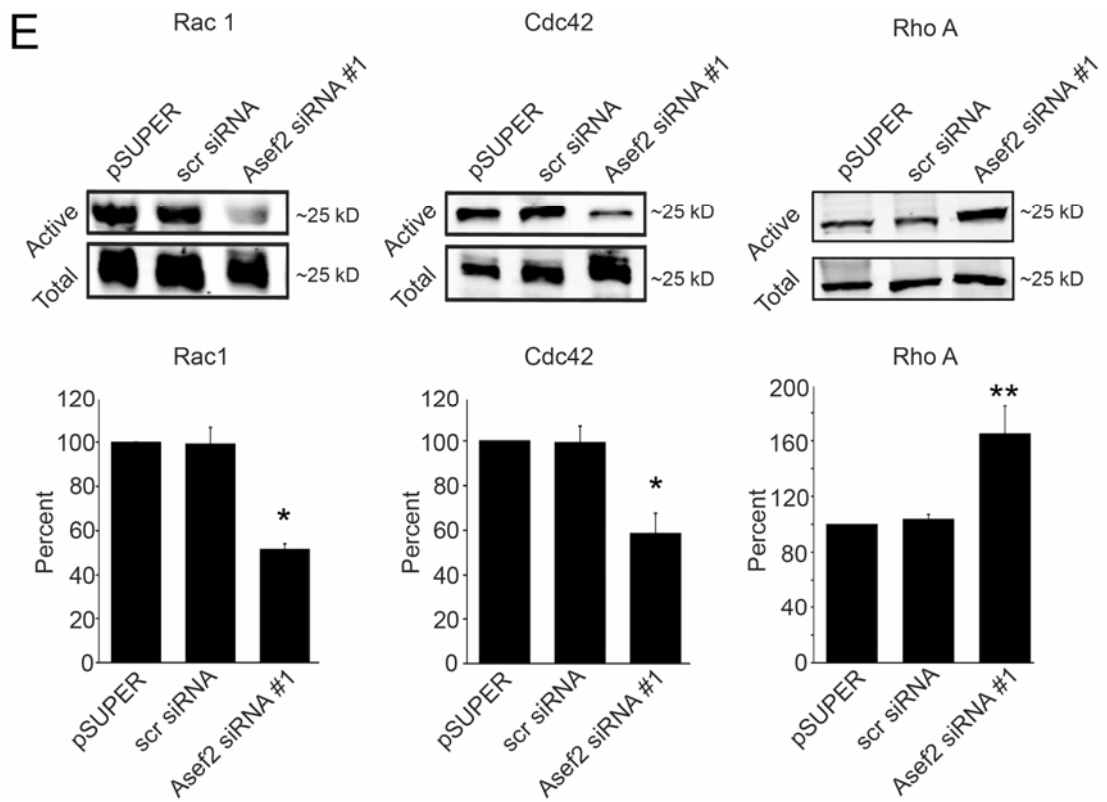 E
Rac 1
Cdc42
Rho A
pSUPER
scr siRNA
Asef2 siRNA #1
pSUPER
scr siRNA
Asef2 siRNA #1
pSUPER
scr siRNA
Asef2 siRNA #1
Active
~25 kD
Total
~25 kD
Active
~25 kD
Total
~25 kD
Active
~25 kD
Total
~25 kD
Rac1
Percent
120
100
80
60
40
20
0
*
pSUPER
scr siRNA
Asef2 siRNA #1
Cdc42
Percent
120
100
80
60
40
20
0
*
pSUPER
scr siRNA
Asef2 siRNA #1
Rho A
Percent
200
160
120
80
40
0
**
pSUPER
scr siRNA
Asef2 siRNA #1